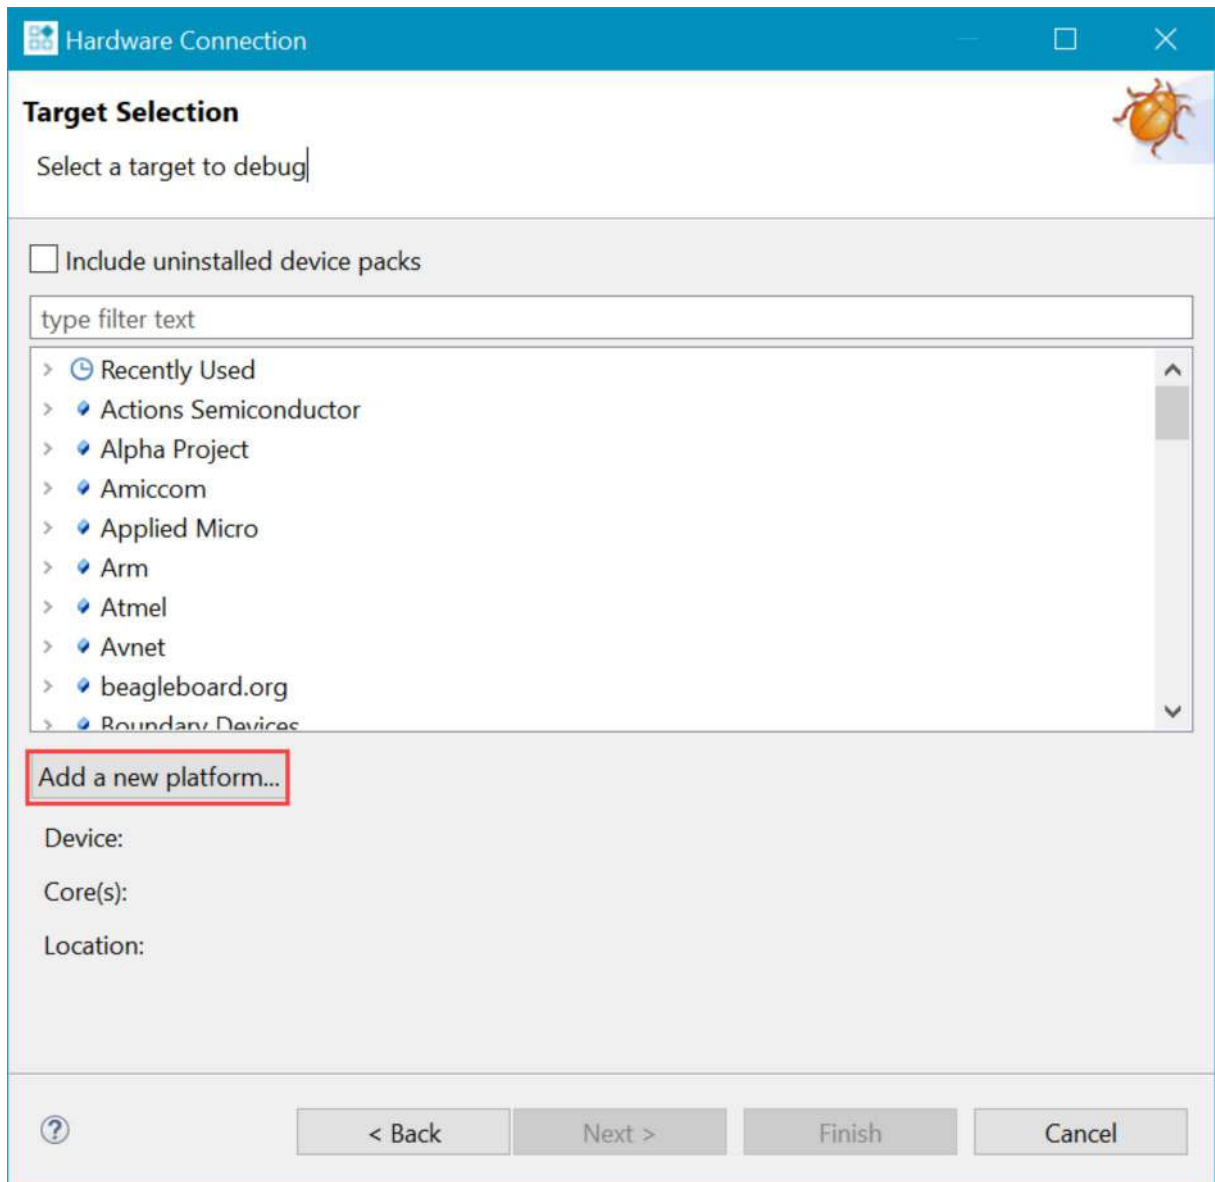 Hardware Connection
Target Selection
Select a target to debug
Include uninstalled device packs
type filter text
Recently Used
Actions Semiconductor
Alpha Project
Amiccom
Applied Micro
Arm
Atmel
Avnet
beagleboard.org
Boundary Devices
Add a new platform...
Device:
Core(s):
Location:
?
< Back
Next >
Finish
Cancel